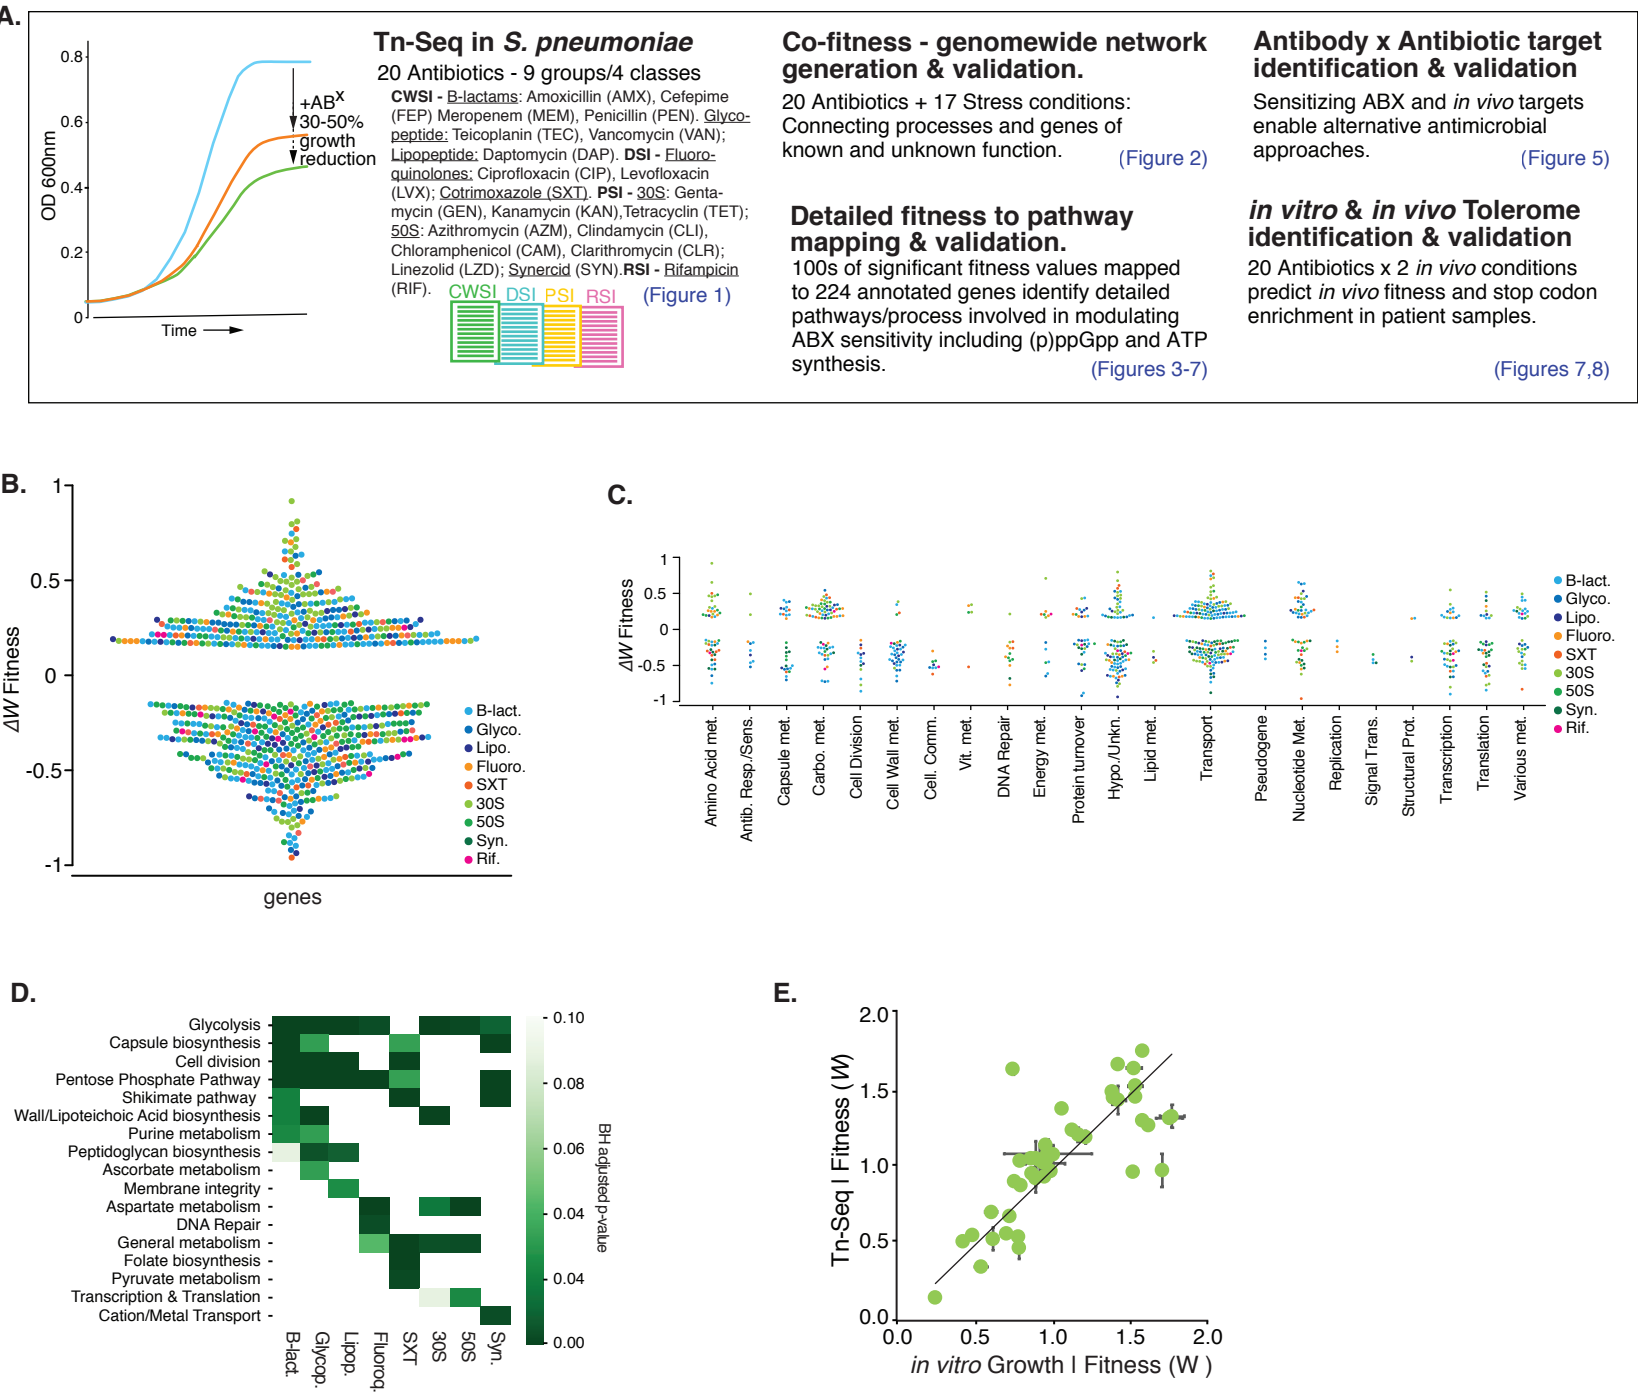 A.
0.8
0.6
0.4
0.2
0
OD 600nm
Time
+ABx
30-50%
growth
reduction
Tn-Seq in S. pneumoniae
20 Antibiotics - 9 groups/4 classes
CWSI - B-lactams: Amoxicillin (AMX), Cefepime
(FEP) Meropenem (MEM), Penicillin (PEN). Glyco-
peptide: Teicoplanin (TEC), Vancomycin (VAN);
Lipopeptide: Daptomycin (DAP). DSI - Fluoro-
quinolones: Ciprofloxacin (CIP), Levofloxacin
(LVX); Cotrimoxazole (SXT). PSI - 30S: Genta-
mycin (GEN), Kanamycin (KAN),Tetracyclin (TET);
50S: Azithromycin (AZM), Clindamycin (CLI),
Chloramphenicol (CAM), Clarithromycin (CLR);
Linezolid (LZD); Synercid (SYN).RSI - Rifampicin
(RIF).
(Figure 1)
CWSI DSI PSI RSI
Co-fitness - genomewide network
generation & validation.
20 Antibiotics + 17 Stress conditions:
Connecting processes and genes of
known and unknown function.
(Figure 2)
Detailed fitness to pathway
mapping & validation.
100s of significant fitness values mapped
to 224 annotated genes identify detailed
pathways/process involved in modulating
ABX sensitivity including (p)ppGpp and ATP
synthesis.
(Figures 3-7)
Antibody x Antibiotic target
identification & validation
Sensitizing ABX and in vivo targets
enable alternative antimicrobial
approaches.
(Figure 5)
in vitro & in vivo Tolerome
identification & validation
20 Antibiotics x 2 in vivo conditions
predict in vivo fitness and stop codon
enrichment in patient samples.
(Figures 7,8)
B.
1
0.5
0
-0.5
-1
ΔW Fitness
genes
B-lact.
Glyco.
Lipo.
Fluoro.
SXT
30S
50S
Syn.
Rif.
C.
1
0.5
0
-0.5
-1
ΔW Fitness
Amino Acid met.
Antib. Resp./Sens.
Capsule met.
Carbo. met.
Cell Division
Cell Wall met.
Cell. Comm.
Vit. met.
DNA Repair
Energy met.
Protein turnover
Hypo./Unkn.
Lipid met.
Transport
Pseudogene
Nucleotide Met.
Replication
Signal Trans.
Structural Prot.
Transcription
Translation
Various met.
B-lact.
Glyco.
Lipo.
Fluoro.
SXT
30S
50S
Syn.
Rif.
D.
Glycolysis
Capsule biosynthesis
Cell division
Pentose Phosphate Pathway
Shikimate pathway
Wall/Lipoteichoic Acid biosynthesis
Purine metabolism
Peptidoglycan biosynthesis
Ascorbate metabolism
Membrane integrity
Aspartate metabolism
DNA Repair
General metabolism
Folate biosynthesis
Pyruvate metabolism
Transcription & Translation
Cation/Metal Transport
B-lact.
Glycop.
Lipop.
Fluoroq.
SXT
30S
50S
Syn.
0.10
0.08
0.06
0.04
0.04
0.00
BH adjusted p-value
E.
2.0
1.5
1.0
0.5
0.0
Tn-Seq | Fitness (W)
0.0 0.5 1.0 1.5 2.0
in vitro Growth | Fitness (W )